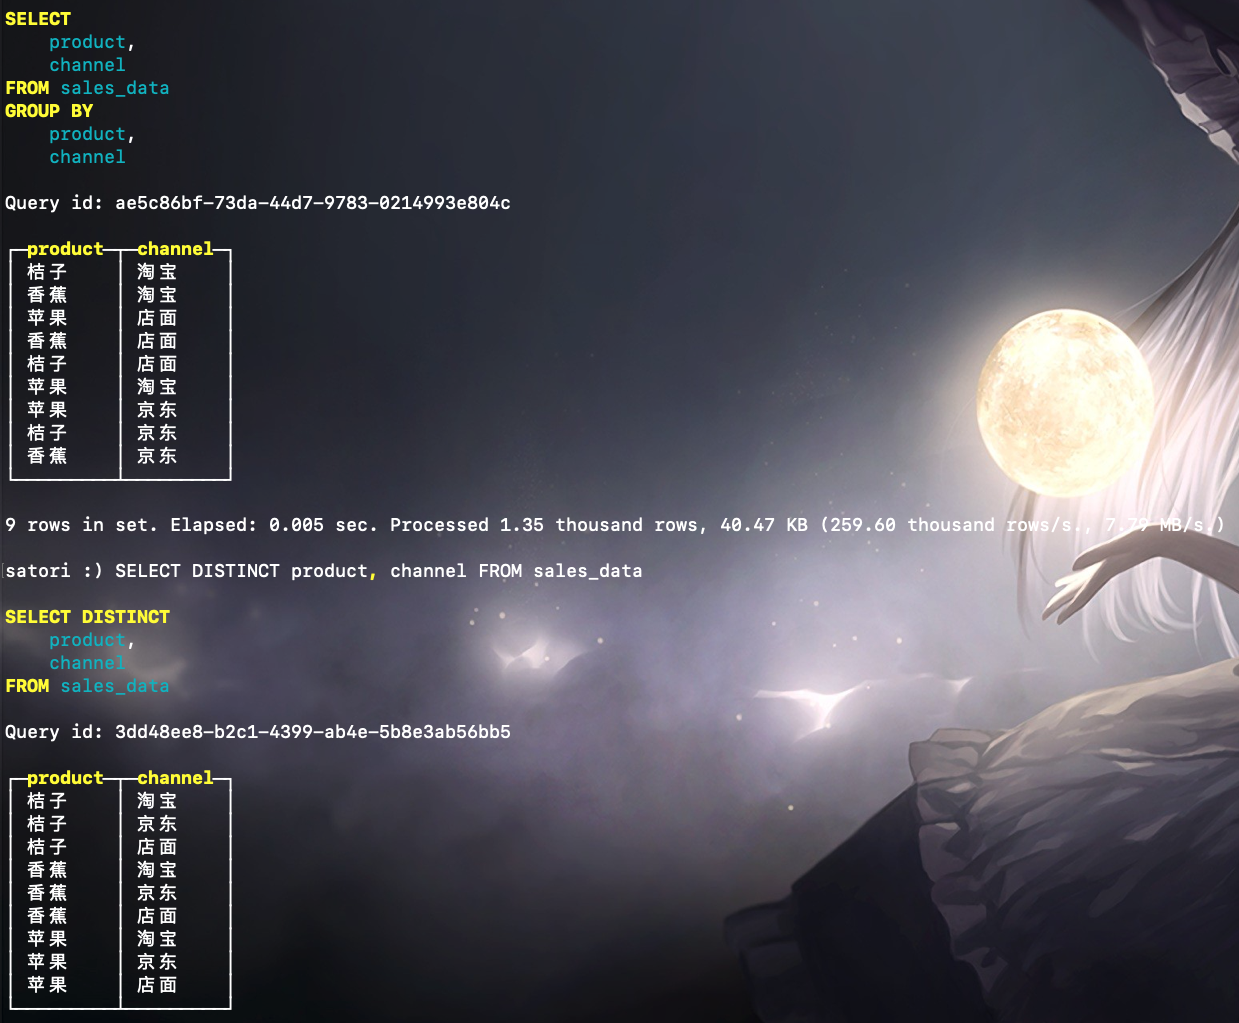 SELECT
product,
channel
FROM sales_data
GROUP BY
product,
channel
Query id: ae5c86bf-73da-44d7-9783-0214993e804c
product channel
桔子 淘宝
香蕉 淘宝
苹果 店面
香蕉 店面
桔子 店面
苹果 淘宝
苹果 京东
桔子 京东
香蕉 京东
9 rows in set. Elapsed: 0.005 sec. Processed 1.35 thousand rows, 40.47 KB (259.60 thousand rows/s., 7.79 MB/s.)
satori :) SELECT DISTINCT product, channel FROM sales_data
SELECT DISTINCT
product,
channel
FROM sales_data
Query id: 3dd48ee8-b2c1-4399-ab4e-5b8e3ab56bb5
product channel
桔子 淘宝
桔子 京东
桔子 店面
香蕉 淘宝
香蕉 京东
香蕉 店面
苹果 淘宝
苹果 京东
苹果 店面